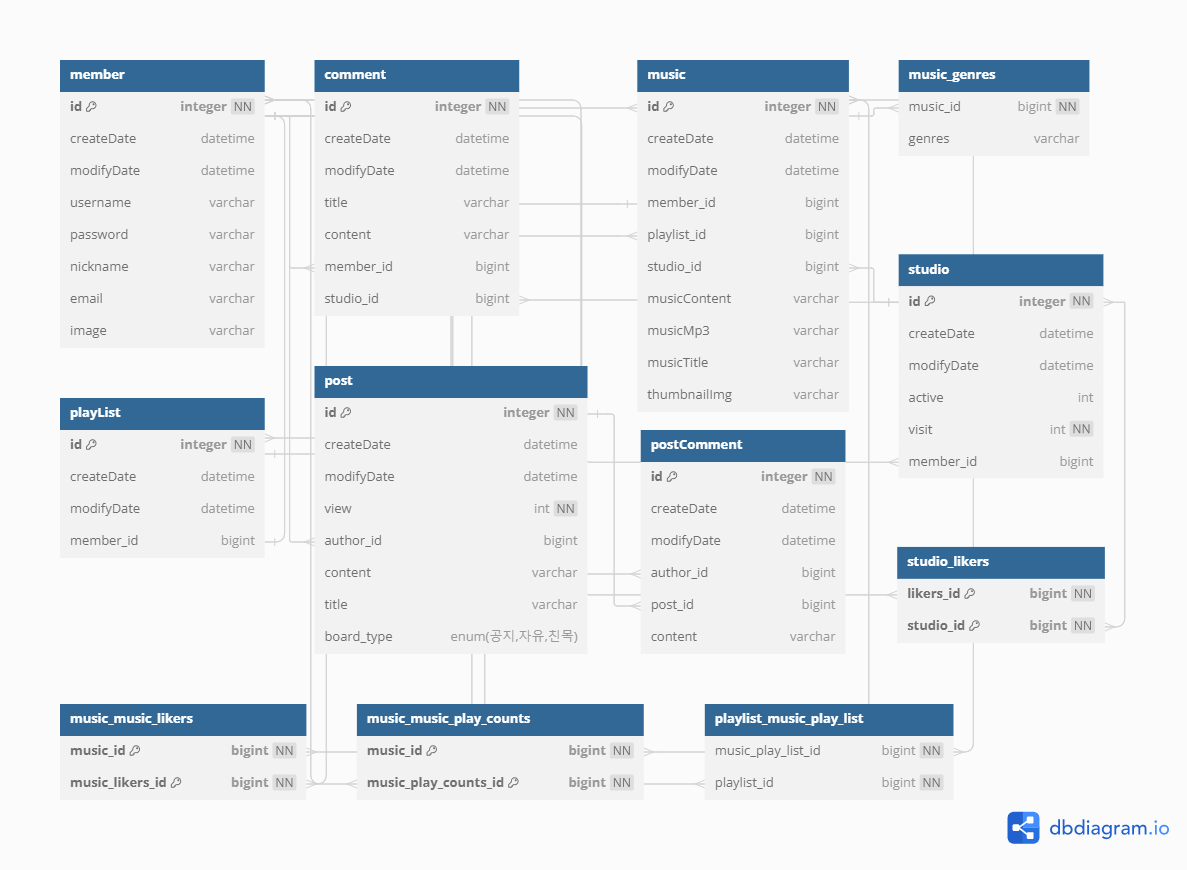 member
id integer NN
createDate datetime
modifyDate datetime
username varchar
password varchar
nickname varchar
email varchar
image varchar
comment
id integer NN
createDate datetime
modifyDate datetime
title varchar
content varchar
member_id bigint
studio_id bigint
music
id integer NN
createDate datetime
modifyDate datetime
member_id bigint
playlist_id bigint
studio_id bigint
musicContent varchar
musicMp3 varchar
musicTitle varchar
thumbnailImg varchar
music_genres
music_id bigint NN
genres varchar
studio
id integer NN
createDate datetime
modifyDate datetime
active int
visit int NN
member_id bigint
playList
id integer NN
createDate datetime
modifyDate datetime
member_id bigint
post
id integer NN
createDate datetime
modifyDate datetime
view int NN
author_id bigint
content varchar
title varchar
board_type enum(공지,자유,친목)
postComment
id integer NN
createDate datetime
modifyDate datetime
author_id bigint
post_id bigint
content varchar
studio_likers
likers_id bigint NN
studio_id bigint NN
music_music_likers
music_id bigint NN
music_likers_id bigint NN
music_music_play_counts
music_id bigint NN
music_play_counts_id bigint NN
playlist_music_play_list
music_play_list_id bigint NN
playlist_id bigint NN
dbdiagram.io